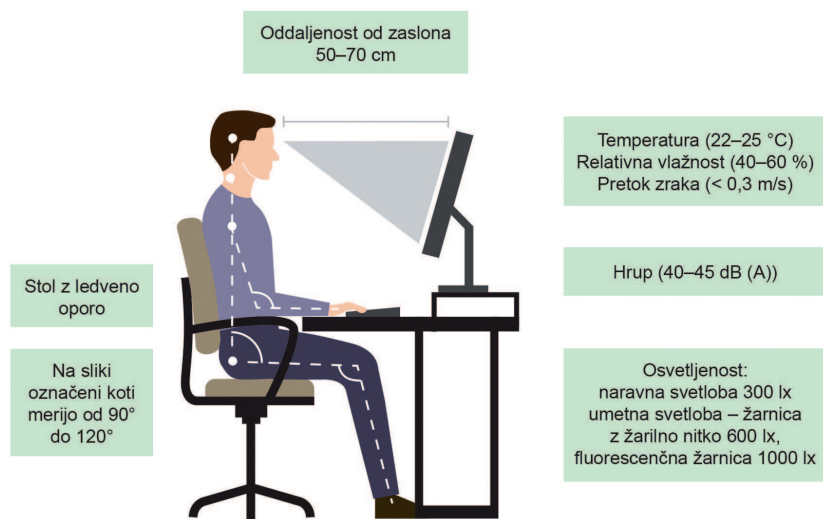 Oddaljenost od zaslona
50–70 cm
Temperatura (22–25 °C)
Relativna vlažnost (40–60 %)
Pretok zraka (< 0,3 m/s)
Hrup (40–45 dB (A))
Stol z ledveno
oporo
Na sliki
označeni koti
merijo od 90°
do 120°
Osvetljenost:
naravna svetloba 300 lx
umetna svetloba – žarnica
z žarilno nitko 600 lx,
fluorescenčna žarnica 1000 lx